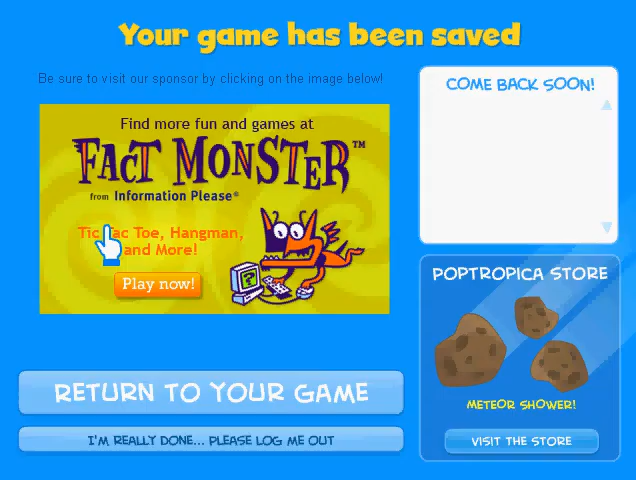 Your game has been saved
Be sure to visit our sponsor by clicking on the image below!
Find more fun and games at
FACT MONSTER™
from Information Please®
Tic Tac Toe, Hangman,
and More!
Play now!
COME BACK SOON!
POPTROPICA STORE
METEOR SHOWER!
VISIT THE STORE
RETURN TO YOUR GAME
I'M REALLY DONE... PLEASE LOG ME OUT